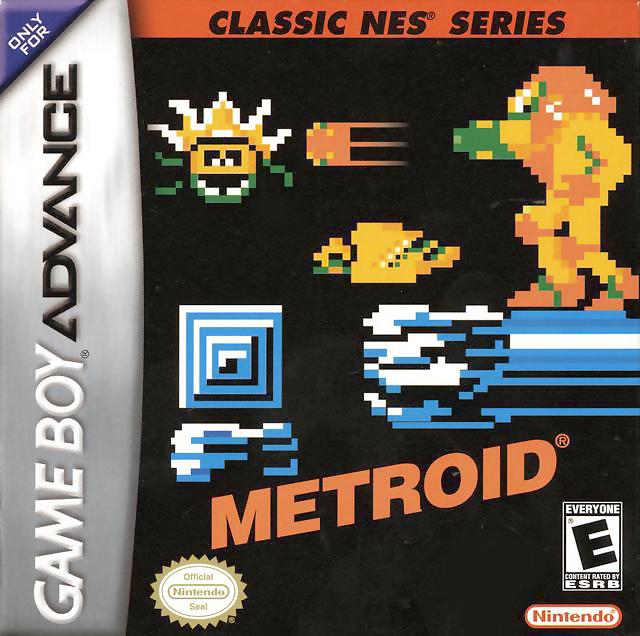 ONLY
FOR
CLASSIC NES® SERIES
GAME BOY ADVANCE
®
METROID®
Official
Nintendo
Seal
®
EVERYONE
®
E
CONTENT RATED BY
ESRB
Nintendo®